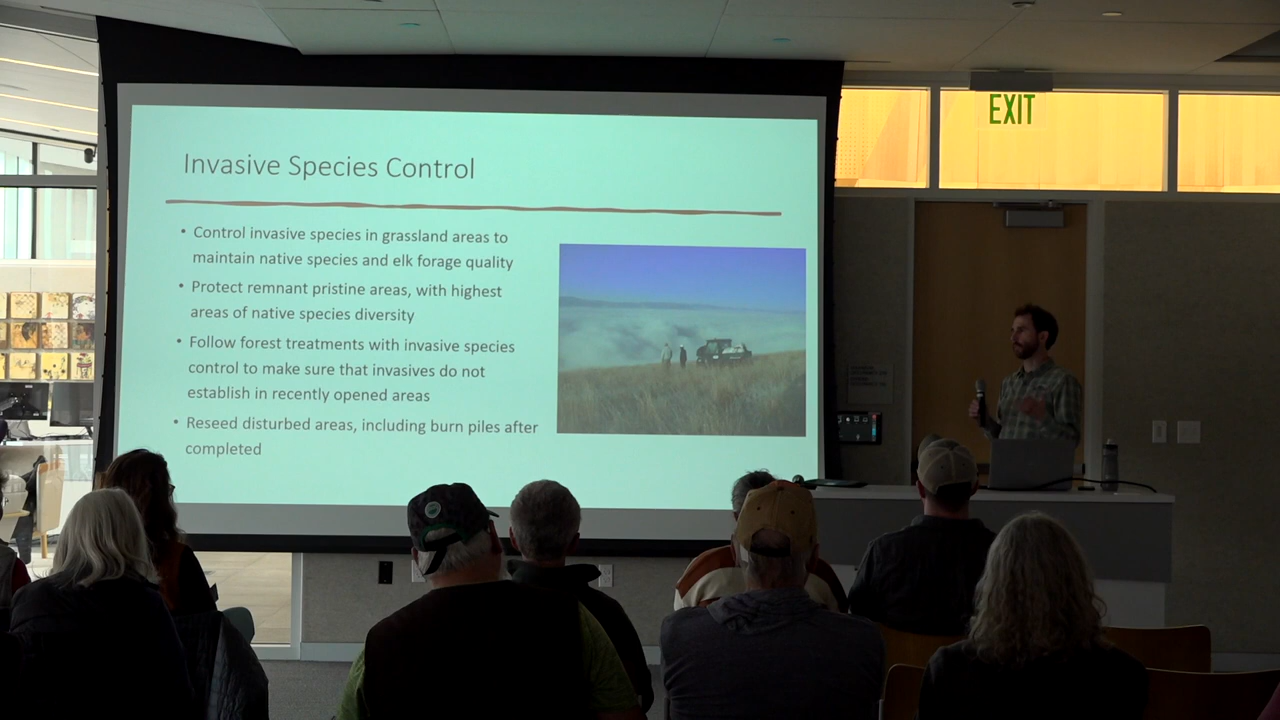 Invasive Species Control
• Control invasive species in grassland areas to
maintain native species and elk forage quality
• Protect remnant pristine areas, with highest
areas of native species diversity
• Follow forest treatments with invasive species
control to make sure that invasives do not
establish in recently opened areas
• Reseed disturbed areas, including burn piles after
completed
EXIT